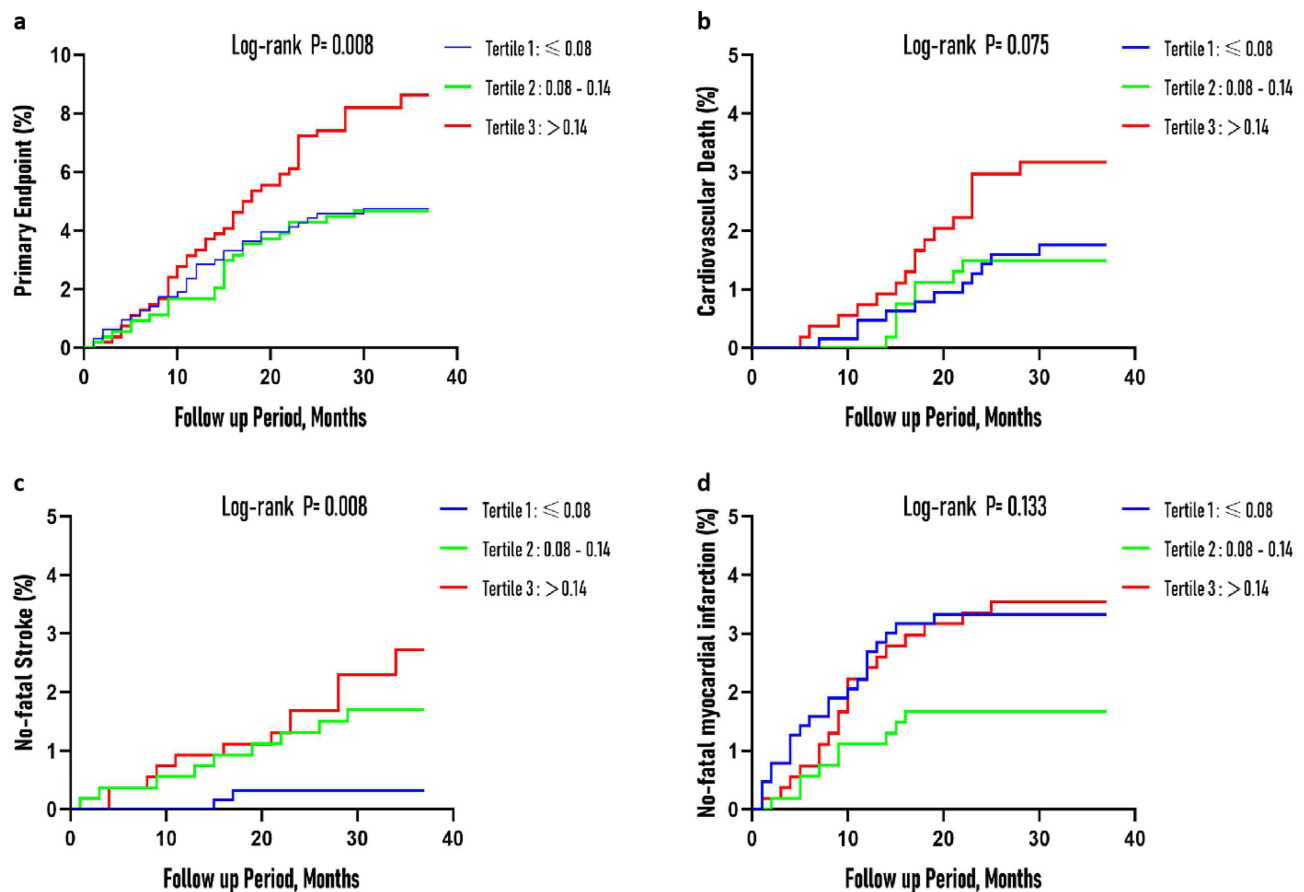 a
Log-rank P= 0.008
Tertile 1: ≤ 0.08
Tertile 2: 0.08 - 0.14
Tertile 3: > 0.14
Primary Endpoint (%)
10
8
6
4
2
0
0 10 20 30 40
Follow up Period, Months
b
Log-rank P= 0.075
Tertile 1: ≤ 0.08
Tertile 2: 0.08 - 0.14
Tertile 3: > 0.14
Cardiovascular Death (%)
5
4
3
2
1
0
0 10 20 30 40
Follow up Period, Months
c
Log-rank P= 0.008
Tertile 1: ≤ 0.08
Tertile 2: 0.08 - 0.14
Tertile 3: > 0.14
No-fatal Stroke (%)
5
4
3
2
1
0
0 10 20 30 40
Follow up Period, Months
d
Log-rank P= 0.133
Tertile 1: ≤ 0.08
Tertile 2: 0.08 - 0.14
Tertile 3: > 0.14
No-fatal myocardial infarction (%)
5
4
3
2
1
0
0 10 20 30 40
Follow up Period, Months